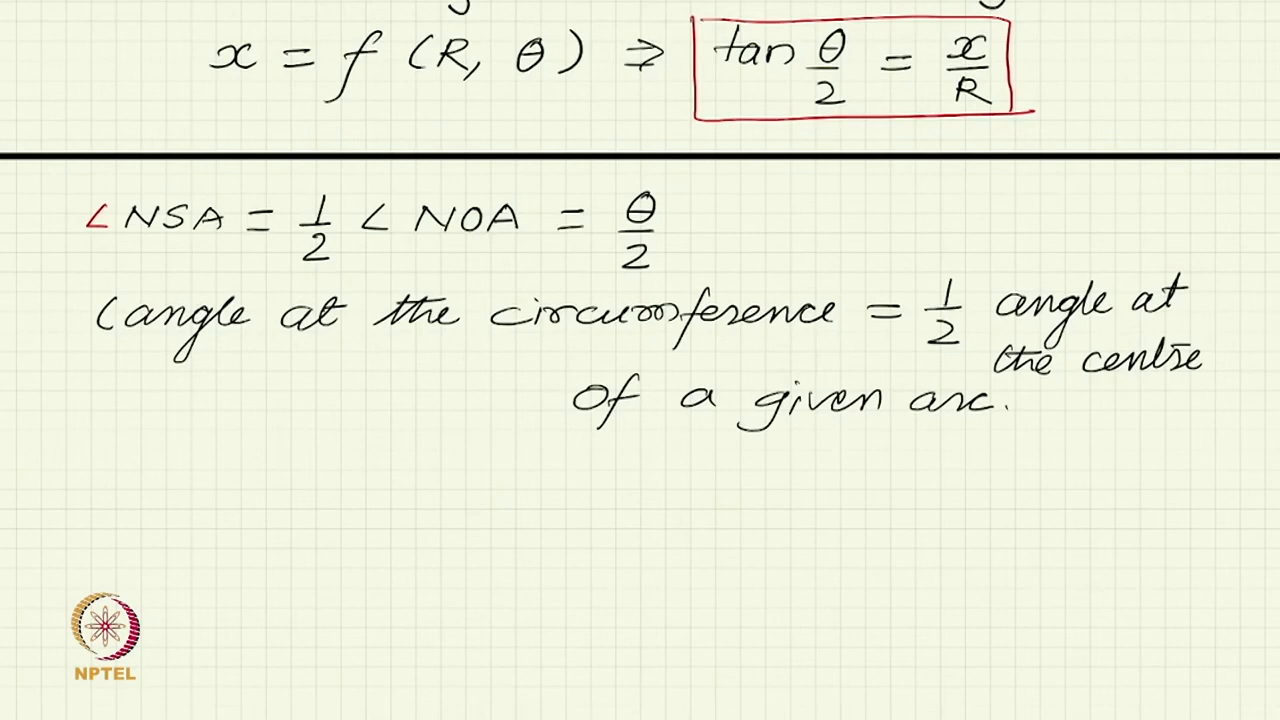 x = f (R, θ) ⇒ tan θ/2 = x/R
∠NSA = 1/2 ∠ NOA = θ/2
(angle at the circumference = 1/2 angle at
the centre
of a given arc.
NPTEL